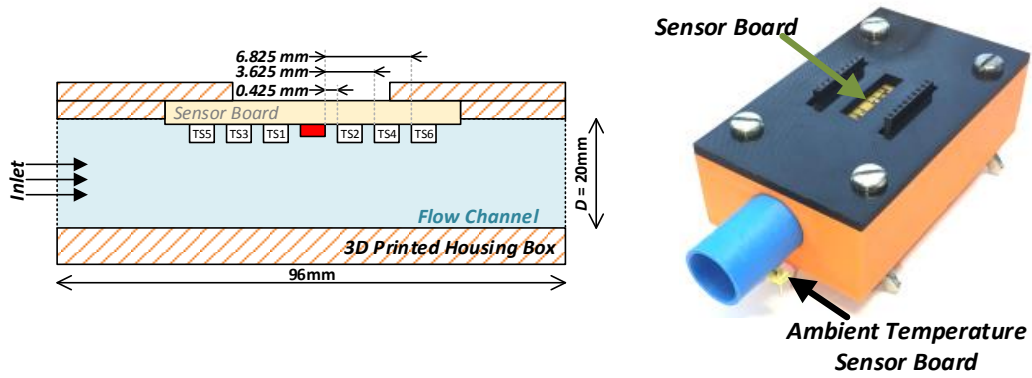 6.825 mm
3.625 mm
0.425 mm
Sensor Board
TS5 TS3 TS1 TS2 TS4 TS6
Inlet
D = 20mm
Flow Channel
3D Printed Housing Box
96mm
Sensor Board
Ambient Temperature
Sensor Board